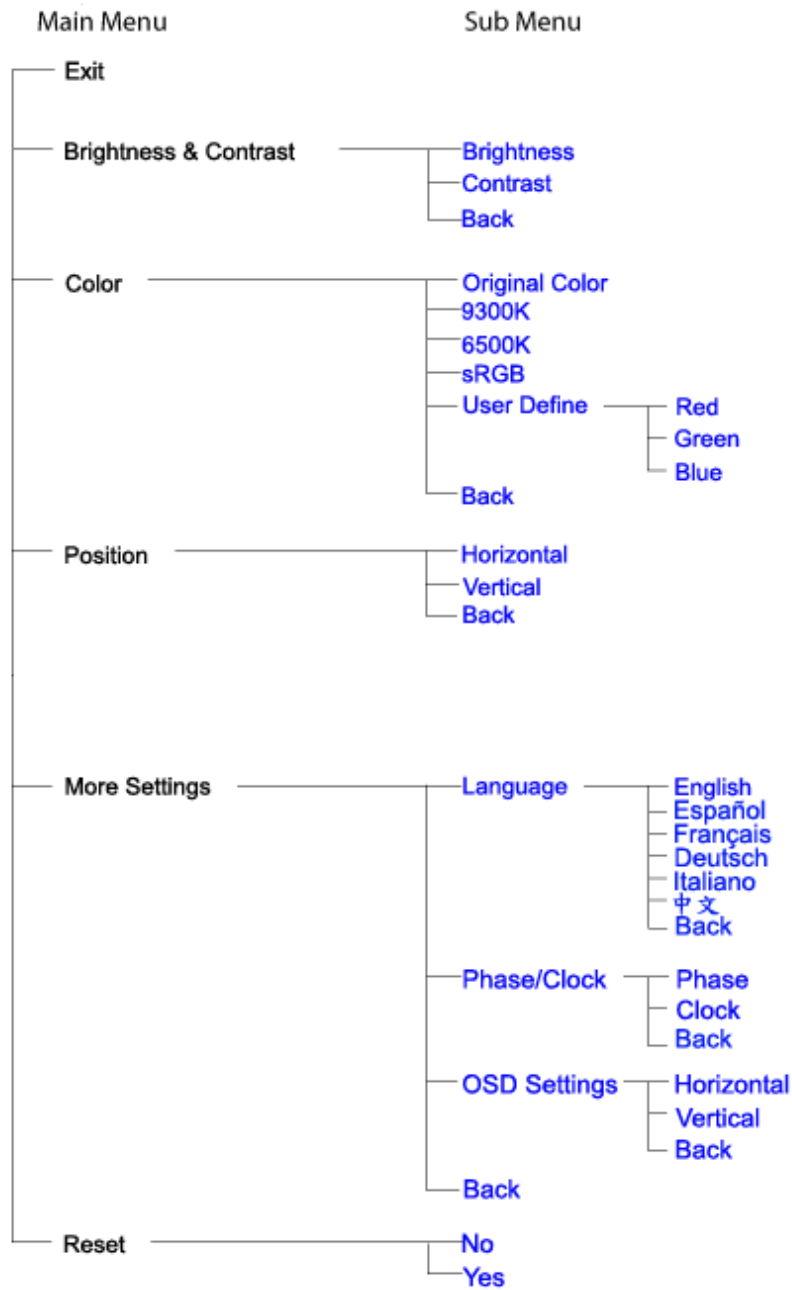 Main Menu Sub Menu
Exit
Brightness & Contrast Brightness
Contrast
Back
Color Original Color
9300K
6500K
sRGB
User Define Red
Green
Blue
Back
Position Horizontal
Vertical
Back
More Settings Language English
Español
Français
Deutsch
Italiano
中文
Back
Phase/Clock Phase
Clock
Back
OSD Settings Horizontal
Vertical
Back
Back
Reset No
Yes